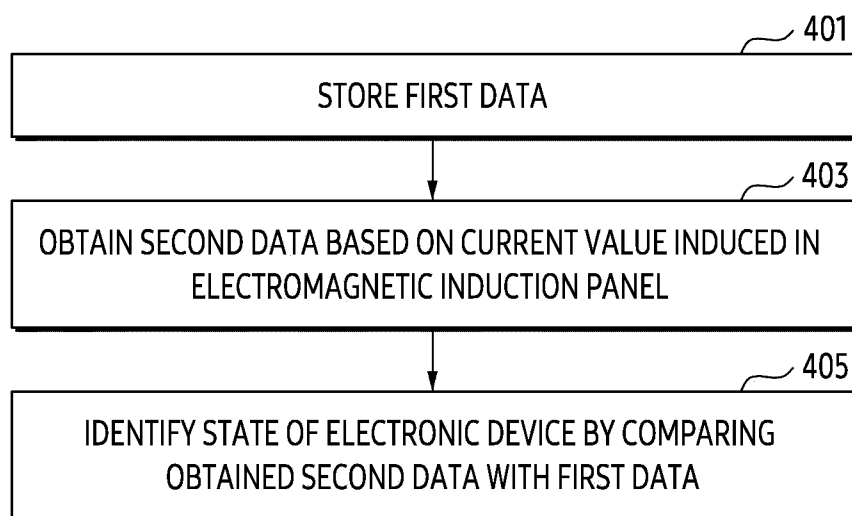 401
STORE FIRST DATA
403
OBTAIN SECOND DATA BASED ON CURRENT VALUE INDUCED IN
ELECTROMAGNETIC INDUCTION PANEL
405
IDENTIFY STATE OF ELECTRONIC DEVICE BY COMPARING
OBTAINED SECOND DATA WITH FIRST DATA